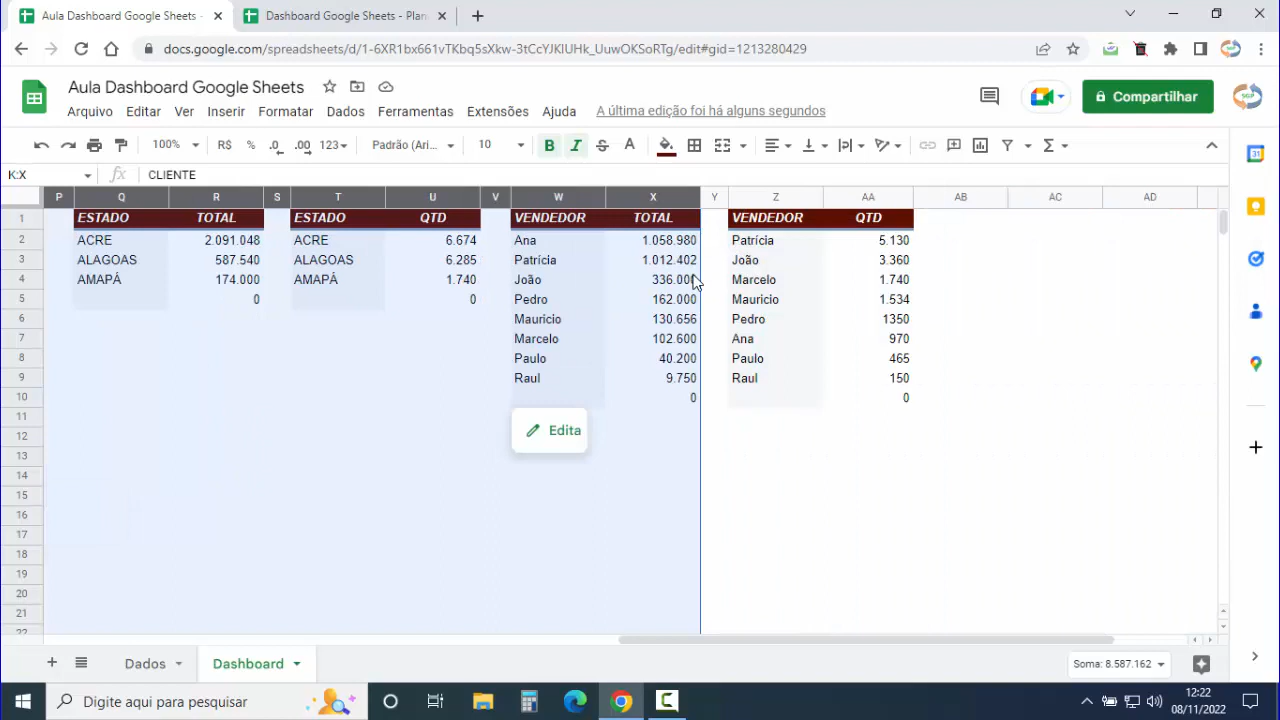 Aula Dashboard Google Sheets -
Dashboard Google Sheets - Plan
docs.google.com/spreadsheets/d/1-6XR1bx661vTKbq5sXkw-3tCcYJKIUHk_UuwOKSoRTg/edit#gid=1213280429
Aula Dashboard Google Sheets
Arquivo Editar Ver Inserir Formatar Dados Ferramentas Extensões Ajuda A última edição foi há alguns segundos
Compartilhar
100% R$ % .0 .00 123 Padrão (Ari... 10 B I S A
K:X fx CLIENTE
P Q R S T U V W X Y Z AA AB AC AD
1 ESTADO TOTAL ESTADO QTD VENDEDOR TOTAL VENDEDOR QTD
2 ACRE 2.091.048 ACRE 6.674 Ana 1.058.980 Patrícia 5.130
3 ALAGOAS 587.540 ALAGOAS 6.285 Patrícia 1.012.402 João 3.360
4 AMAPÁ 174.000 AMAPÁ 1.740 João 336.000 Marcelo 1.740
5 0 0 Pedro 162.000 Mauricio 1.534
6 Mauricio 130.656 Pedro 1350
7 Marcelo 102.600 Ana 970
8 Paulo 40.200 Paulo 465
9 Raul 9.750 Raul 150
10 0 0
11 Edita
12
13
14
15
16
17
18
19
20
21
22
Dados Dashboard Soma: 8.587.162
Digite aqui para pesquisar
12:22
08/11/2022